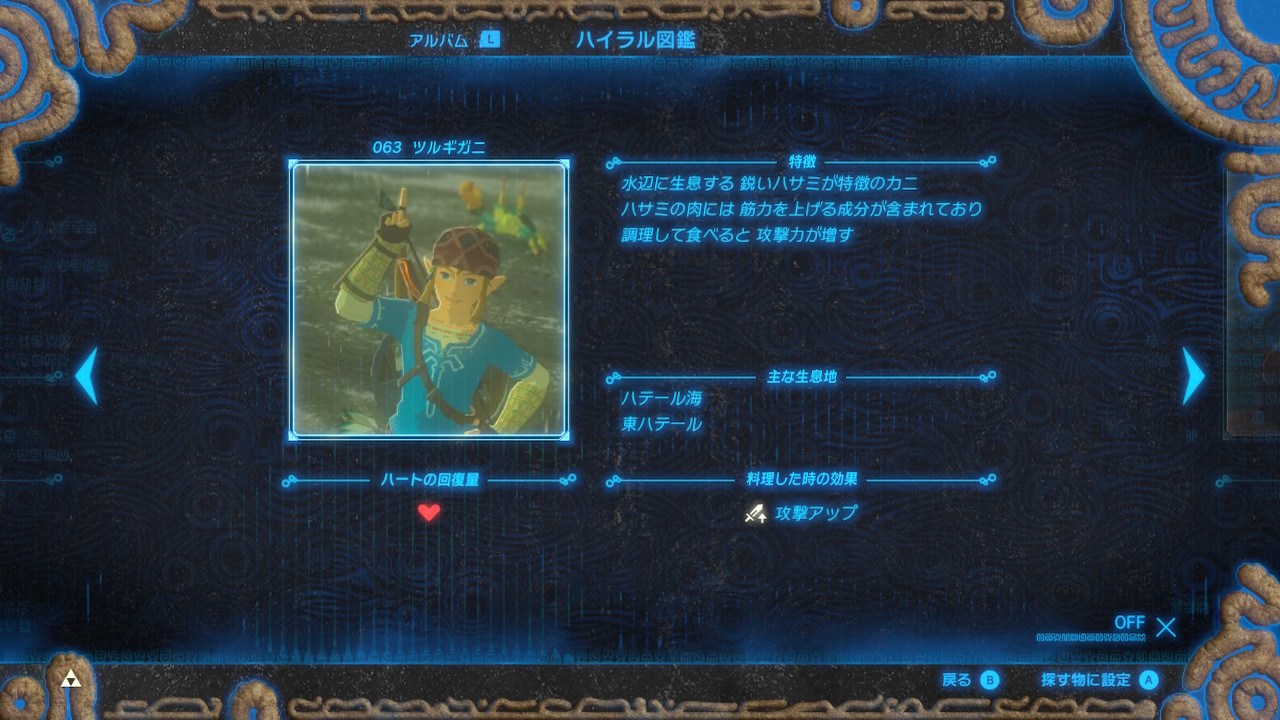 アルバム L
ハイラル図鑑
063 ツルギガニ
特徴
水辺に生息する 鋭いハサミが特徴のカニ
ハサミの肉には 筋力を上げる成分が含まれており
調理して食べると 攻撃力が増す
主な生息地
ハテール海
東ハテール
ハートの回復量
料理した時の効果
攻撃アップ
OFF
戻る B
探す物に設定 A